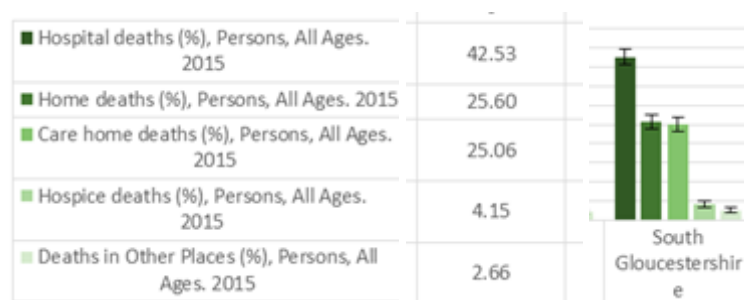 Hospital deaths (%), Persons, All Ages.
2015
42.53
Home deaths (%), Persons, All Ages. 2015
25.60
Care home deaths (%), Persons, All Ages.
2015
25.06
Hospice deaths (%), Persons, All Ages.
2015
4.15
Deaths in Other Places (%), Persons, All
Ages. 2015
2.66
South
Gloucestershir
e